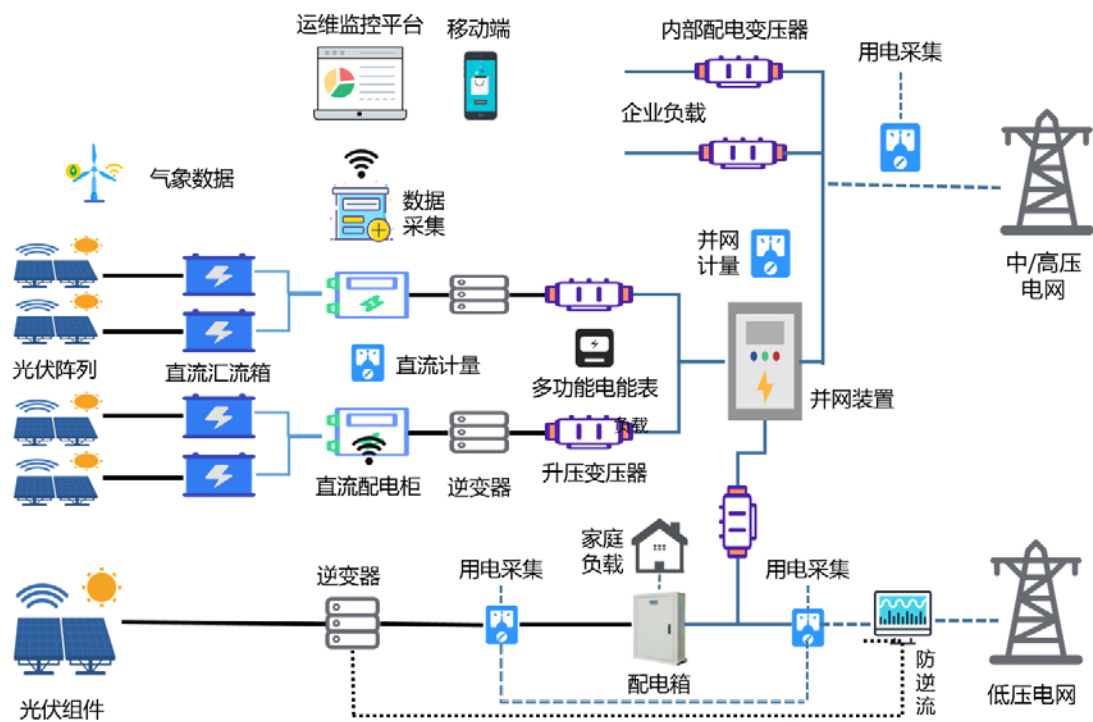 运维监控平台
移动端
内部配电变压器
用电采集
企业负载
气象数据
数据
采集
并网
计量
中/高压
电网
光伏阵列
直流汇流箱
直流计量
多功能电能表
并网装置
负载
直流配电柜
逆变器
升压变压器
家庭
负载
逆变器
用电采集
用电采集
配电箱
防
逆
流
低压电网
光伏组件